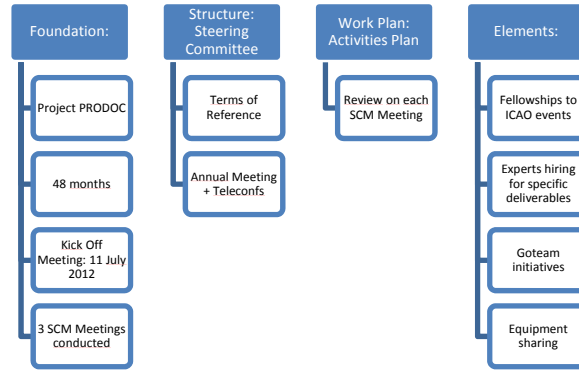 Foundation:
Project PRODOC
48 months
Kick Off
Meeting: 11 July
2012
3 SCM Meetings
conducted
Structure:
Steering
Committee
Terms of
Reference
Annual Meeting
+ Teleconfs
Work Plan:
Activities Plan
Review on each
SCM Meeting
Elements:
Fellowships to
ICAO events
Experts hiring
for specific
deliverables
Goteam
initiatives
Equipment
sharing